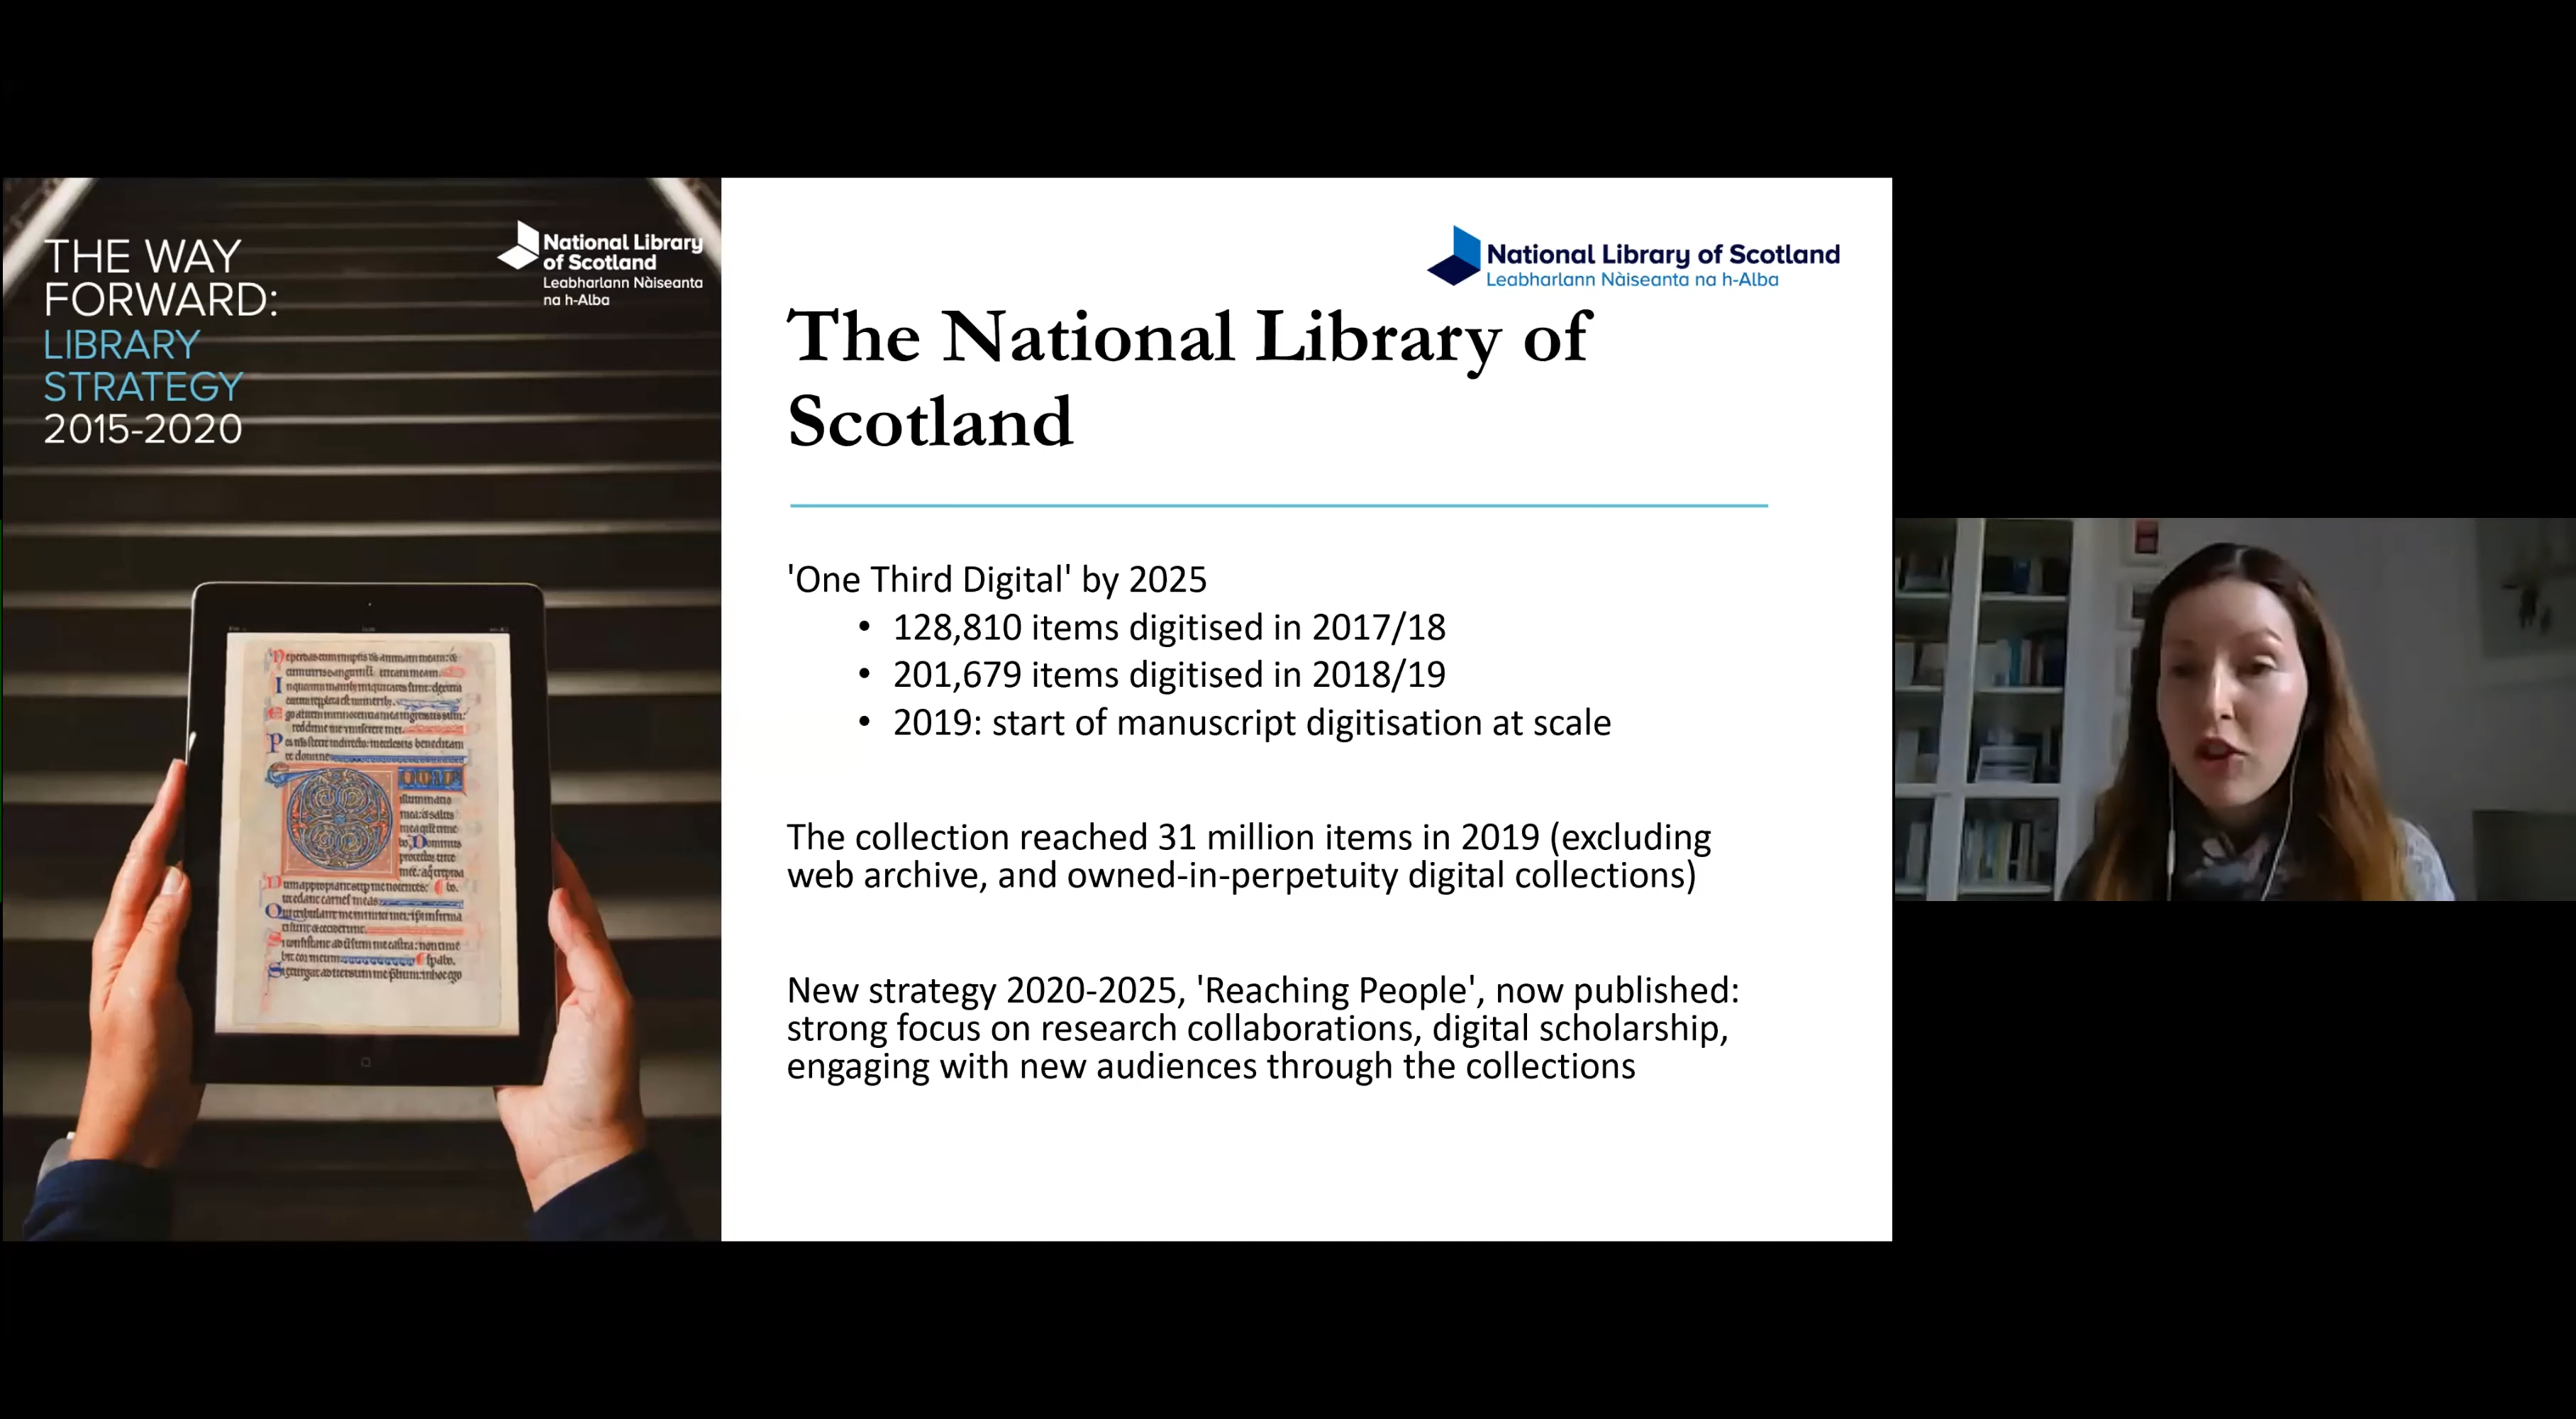 THE WAY
FORWARD:
LIBRARY
STRATEGY
2015-2020
National Library
of Scotland
Leabharlann Nàiseanta
na h-Alba
National Library of Scotland
Leabharlann Nàiseanta na h-Alba
The National Library of
Scotland
'One Third Digital' by 2025
• 128,810 items digitised in 2017/18
• 201,679 items digitised in 2018/19
• 2019: start of manuscript digitisation at scale
The collection reached 31 million items in 2019 (excluding
web archive, and owned-in-perpetuity digital collections)
New strategy 2020-2025, 'Reaching People', now published:
strong focus on research collaborations, digital scholarship,
engaging with new audiences through the collections